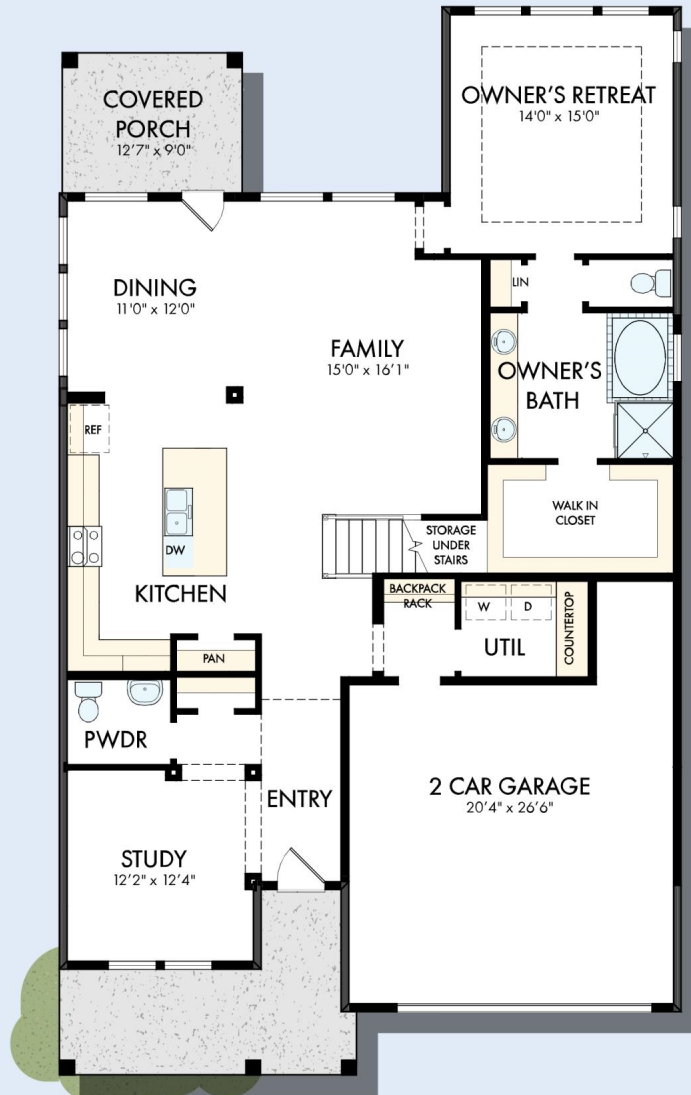 COVERED
PORCH
12'7" x 9'0"
OWNER'S RETREAT
14'0" x 15'0"
DINING
11'0" x 12'0"
FAMILY
15'0" x 16'1"
LIN
OWNER'S
BATH
REF
WALK IN
CLOSET
DW
STORAGE
UNDER
STAIRS
KITCHEN
BACKPACK
RACK
W
D
COUNTERTOP
UTIL
PAN
PWDR
ENTRY
2 CAR GARAGE
20'4" x 26'6"
STUDY
12'2" x 12'4"